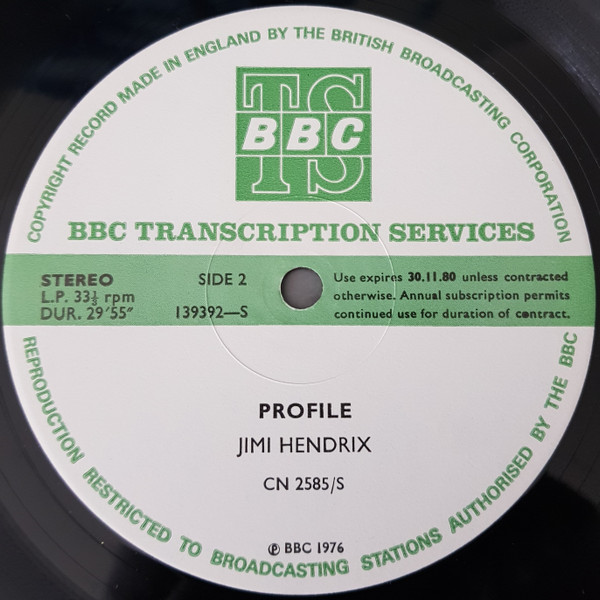 COPYRIGHT RECORD MADE IN ENGLAND BY THE BRITISH BROADCASTING CORPORATION
TS
BBC
BBC TRANSCRIPTION SERVICES
STEREO
L.P. 33⅓ rpm
DUR. 29'55"
SIDE 2
139392—S
Use expires 30.11.80 unless contracted
otherwise. Annual subscription permits
continued use for duration of contract.
PROFILE
JIMI HENDRIX
CN 2585/S
℗ BBC 1976
REPRODUCTION RESTRICTED TO BROADCASTING STATIONS AUTHORISED BY THE BBC